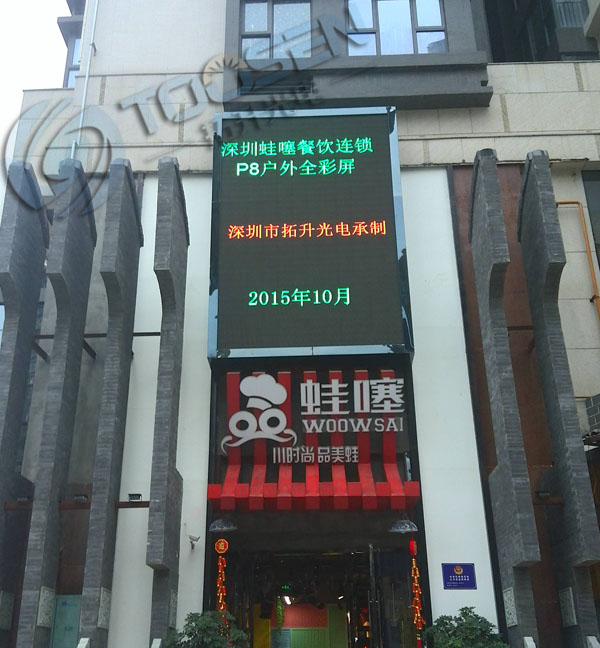 TOOSEN
深圳蛙噻餐饮连锁
P8户外全彩屏
深圳市拓升光电承制
2015年10月
蛙噻
WOOWSAI
川时尚品美蛙